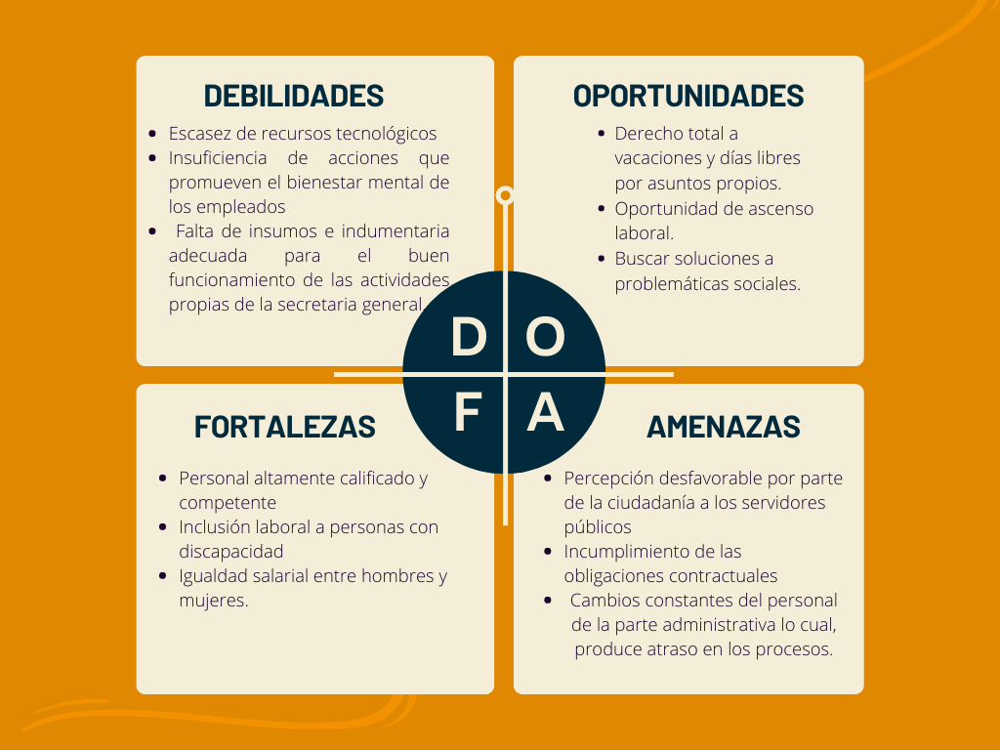 DEBILIDADES
• Escasez de recursos tecnológicos
• Insuficiencia de acciones que
promueven el bienestar mental de
los empleados
• Falta de insumos e indumentaria
adecuada para el buen
funcionamiento de las actividades
propias de la secretaria general.
OPORTUNIDADES
• Derecho total a
vacaciones y días libres
por asuntos propios.
• Oportunidad de ascenso
laboral.
• Buscar soluciones a
problemáticas sociales.
D O
F A
FORTALEZAS
• Personal altamente calificado y
competente
• Inclusión laboral a personas con
discapacidad
• Igualdad salarial entre hombres y
mujeres.
AMENAZAS
• Percepción desfavorable por parte
de la ciudadanía a los servidores
públicos
• Incumplimiento de las
obligaciones contractuales
• Cambios constantes del personal
de la parte administrativa lo cual,
produce atraso en los procesos.